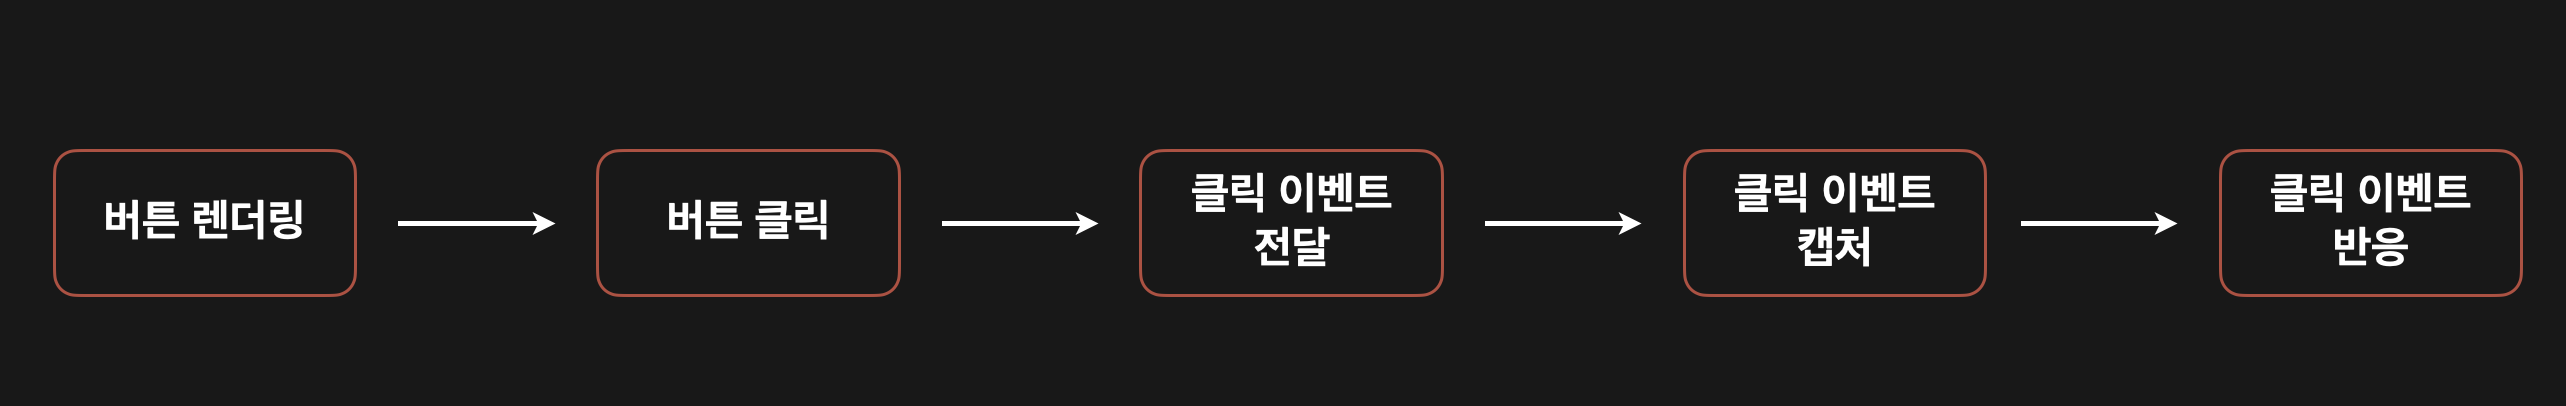 버튼 렌더링
버튼 클릭
클릭 이벤트
전달
클릭 이벤트
캡처
클릭 이벤트
반응